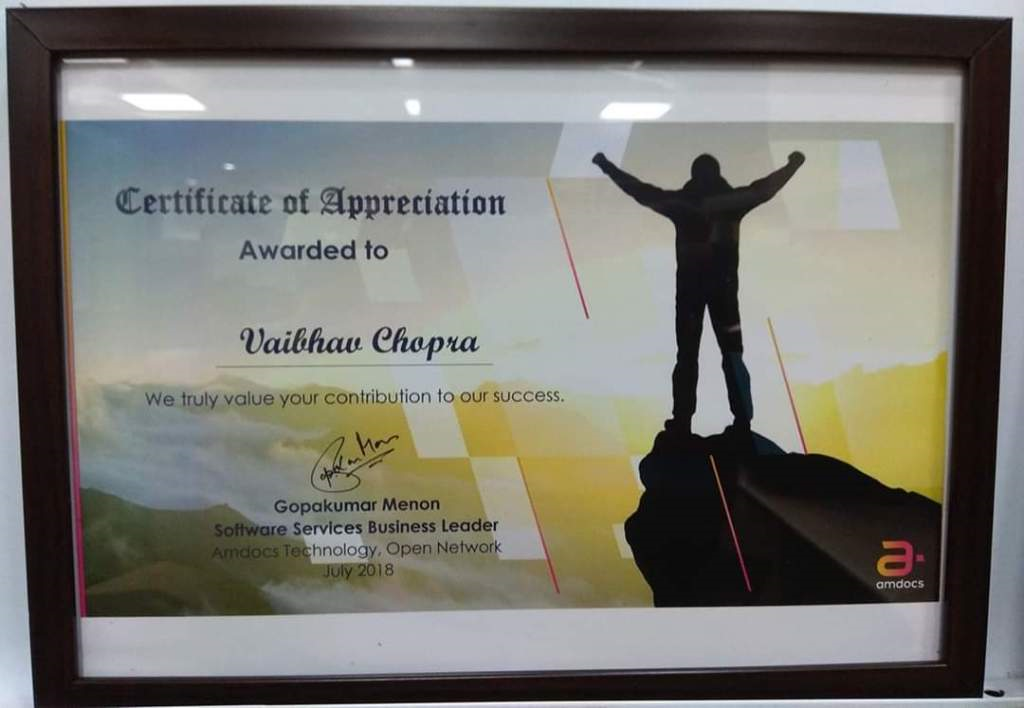 Certificate of Appreciation
Awarded to
Vaibhav Chopra
We truly value your contribution to our success.
Gopakumar Menon
Software Services Business Leader
Amdocs Technology, Open Network
July 2018
a
amdocs